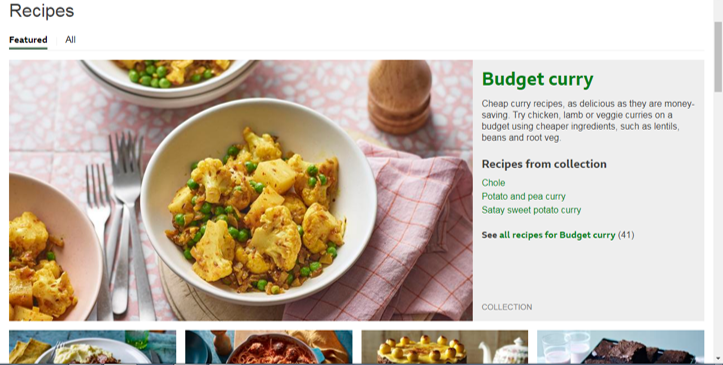 Recipes
Featured
All
Budget curry
Cheap curry recipes, as delicious as they are money-
saving. Try chicken, lamb or veggie curries on a
budget using cheaper ingredients, such as lentils,
beans and root veg.
Recipes from collection
Chole
Potato and pea curry
Satay sweet potato curry
See all recipes for Budget curry (41)
COLLECTION